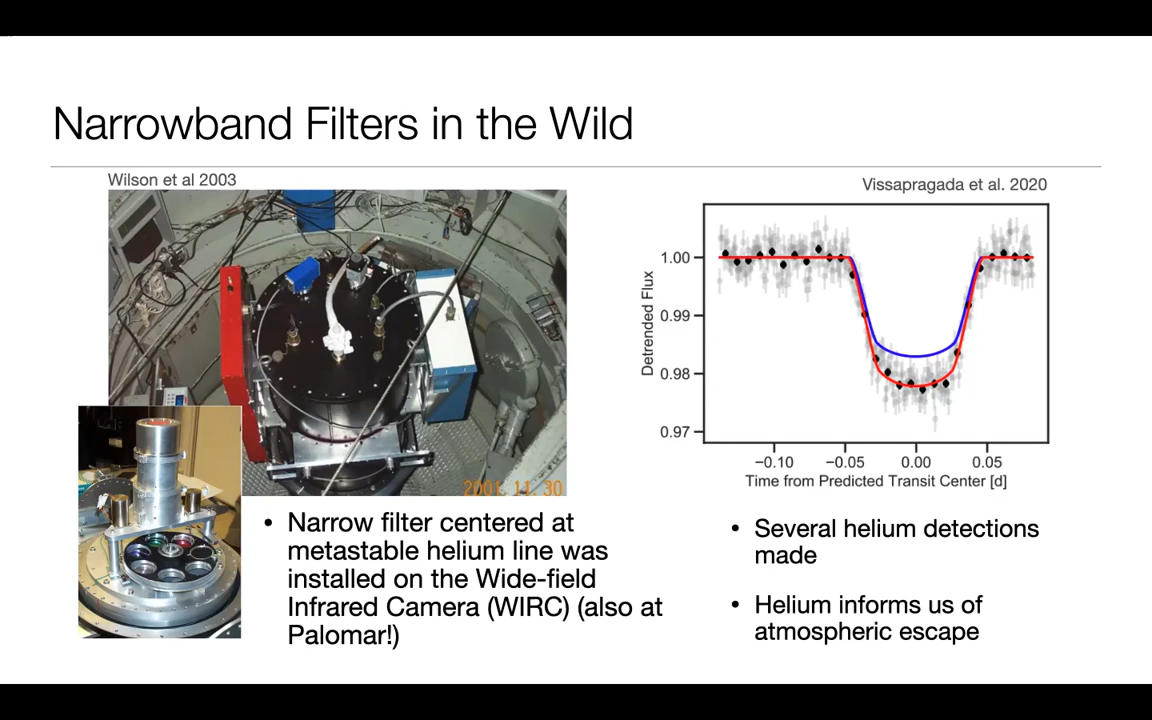 Narrowband Filters in the Wild
Wilson et al 2003
2001 11 30
• Narrow filter centered at
metastable helium line was
installed on the Wide-field
Infrared Camera (WIRC) (also at
Palomar!)
Vissapragada et al. 2020
Detrended Flux
1.00
0.99
0.98
0.97
−0.10
−0.05
0.00
0.05
Time from Predicted Transit Center [d]
• Several helium detections
made
• Helium informs us of
atmospheric escape